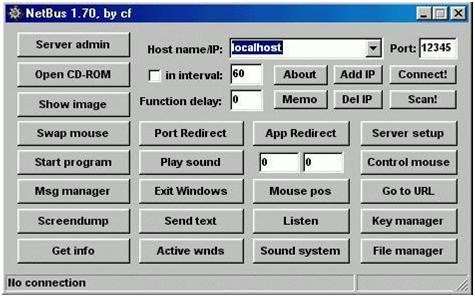 NetBus 1.70, by cf
Server admin
Host name/IP: localhost Port: 12345
Open CD-ROM
in interval: 60 About Add IP Connect!
Show image
Function delay: 0 Memo Del IP Scan!
Swap mouse Port Redirect App Redirect Server setup
Start program Play sound 0 0 Control mouse
Msg manager Exit Windows Mouse pos Go to URL
Screendump Send text Listen Key manager
Get info Active wnds Sound system File manager
No connection